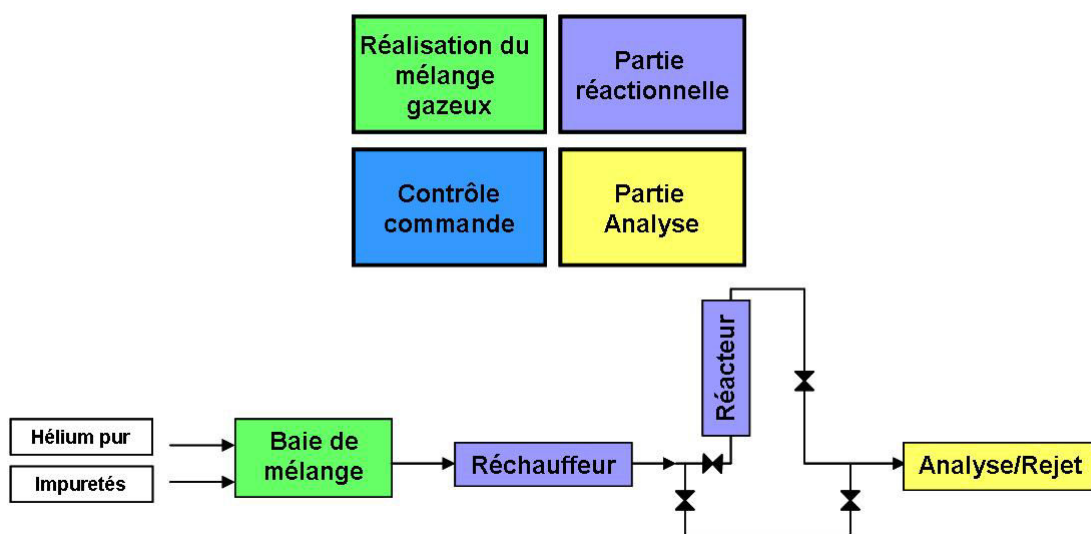 Réalisation du
mélange
gazeux
Partie
réactionnelle
Contrôle
commande
Partie
Analyse
Réacteur
Hélium pur
Impuretés
Baie de
mélange
Réchauffeur
Analyse/Rejet